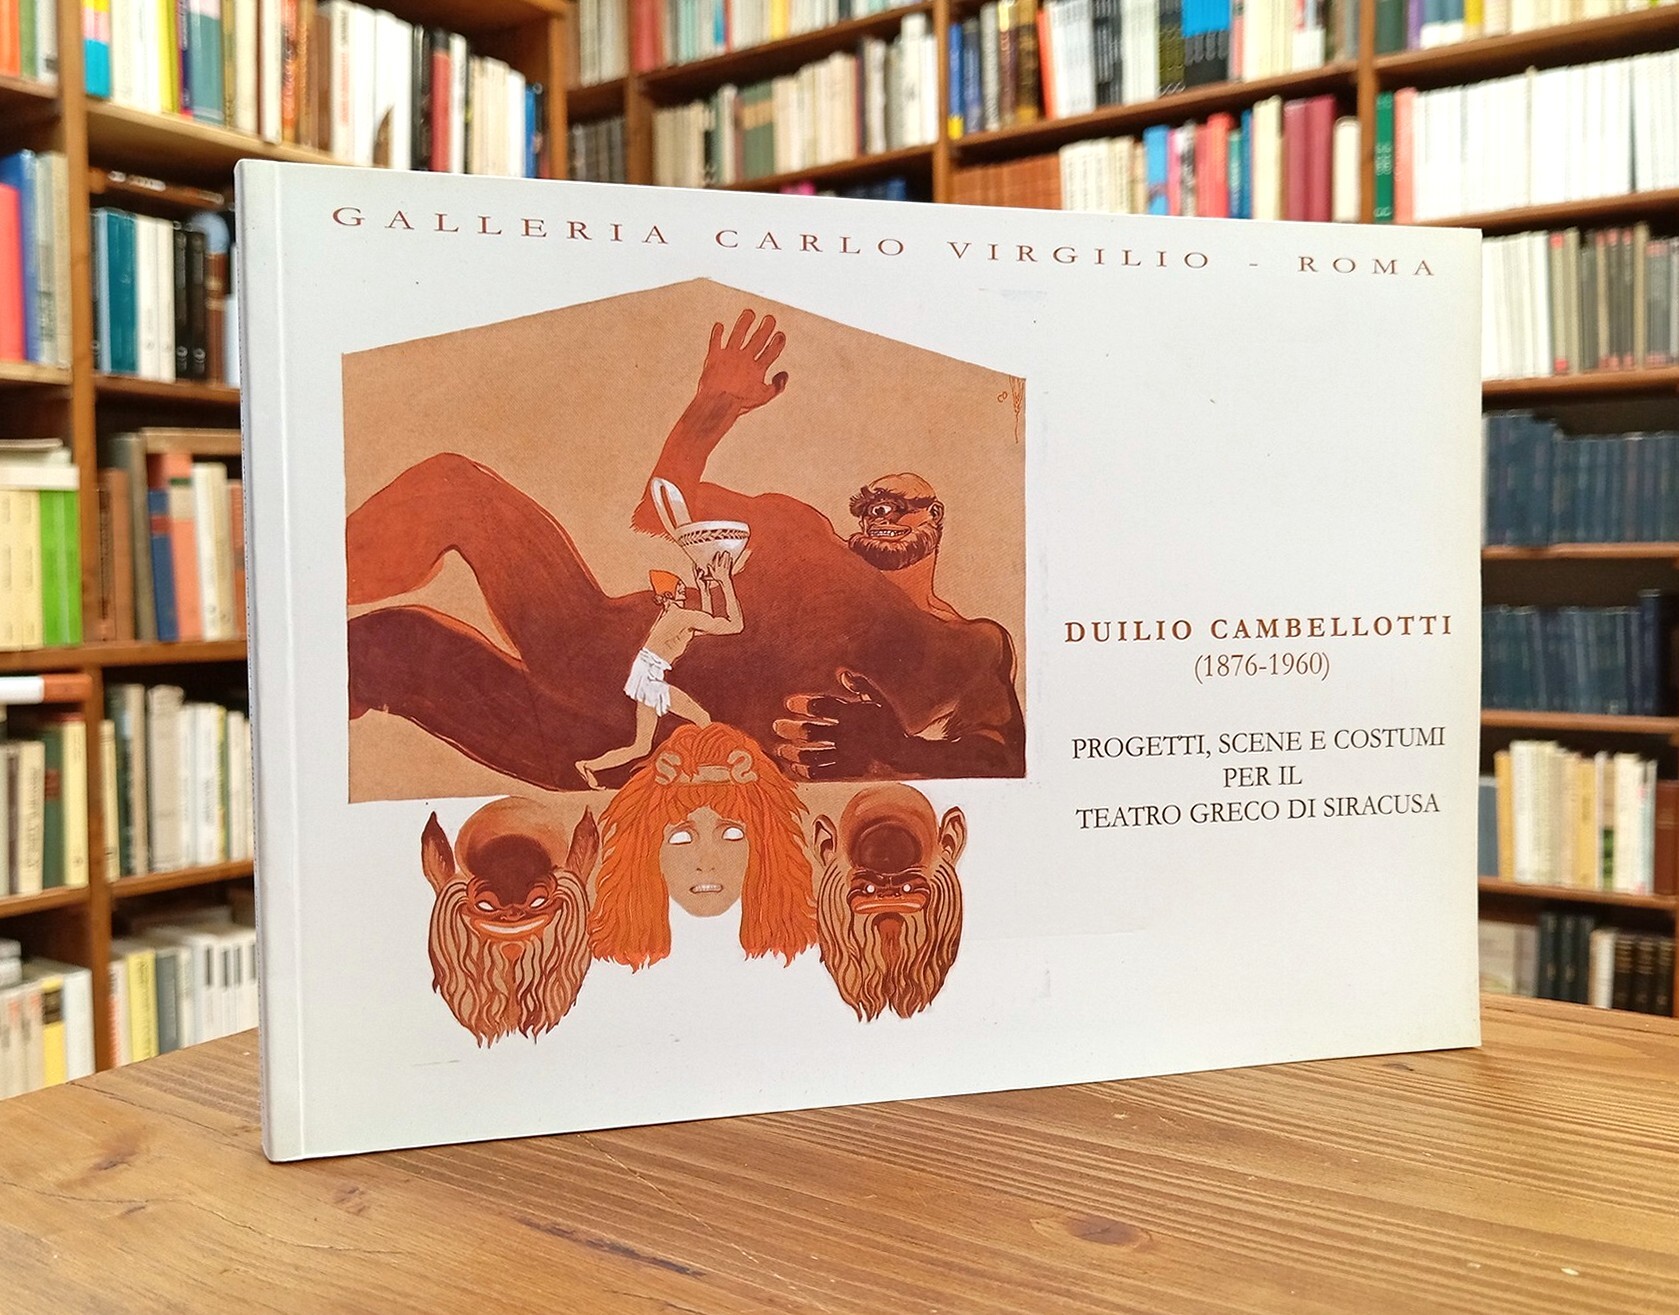 GALLERIA CARLO VIRGILIO - ROMA
DUILIO CAMBELLOTTI
(1876-1960)
PROGETTI, SCENE E COSTUMI
PER IL
TEATRO GRECO DI SIRACUSA